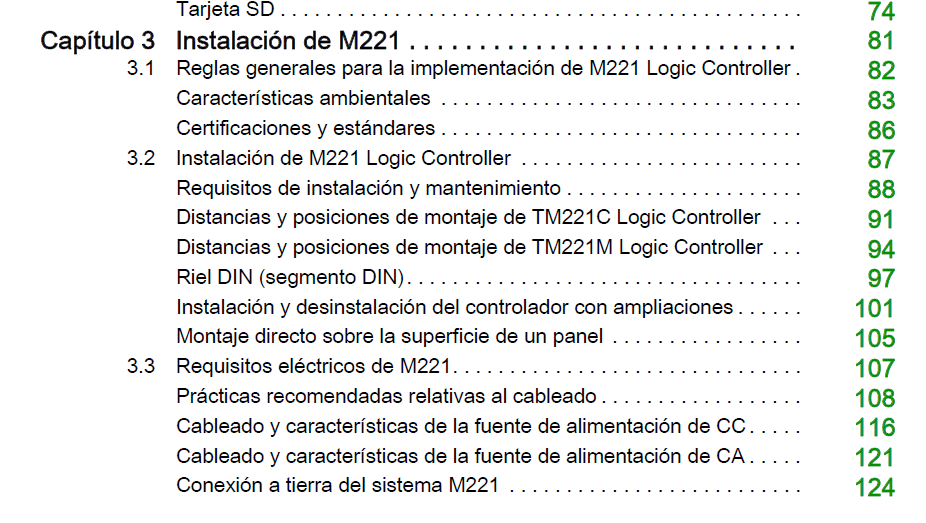 Tarjeta SD . . . . . . . . . . . . . . . . . . . . . . . . . . . . . . . . . . . . . . . . . . . . . . 74
Capítulo 3 Instalación de M221 . . . . . . . . . . . . . . . . . . . . . . . . . . . . 81
3.1 Reglas generales para la implementación de M221 Logic Controller . 82
Características ambientales . . . . . . . . . . . . . . . . . . . . . . . . . . . . . . . . 83
Certificaciones y estándares . . . . . . . . . . . . . . . . . . . . . . . . . . . . . . . . 86
3.2 Instalación de M221 Logic Controller . . . . . . . . . . . . . . . . . . . . . . . . . 87
Requisitos de instalación y mantenimiento . . . . . . . . . . . . . . . . . . . . . 88
Distancias y posiciones de montaje de TM221C Logic Controller . . . 91
Distancias y posiciones de montaje de TM221M Logic Controller . . . 94
Riel DIN (segmento DIN) . . . . . . . . . . . . . . . . . . . . . . . . . . . . . . . . . . . 97
Instalación y desinstalación del controlador con ampliaciones . . . . . . 101
Montaje directo sobre la superficie de un panel . . . . . . . . . . . . . . . . . 105
3.3 Requisitos eléctricos de M221 . . . . . . . . . . . . . . . . . . . . . . . . . . . . . . . 107
Prácticas recomendadas relativas al cableado . . . . . . . . . . . . . . . . . . 108
Cableado y características de la fuente de alimentación de CC . . . . . 116
Cableado y características de la fuente de alimentación de CA . . . . . 121
Conexión a tierra del sistema M221 . . . . . . . . . . . . . . . . . . . . . . . . . . 124